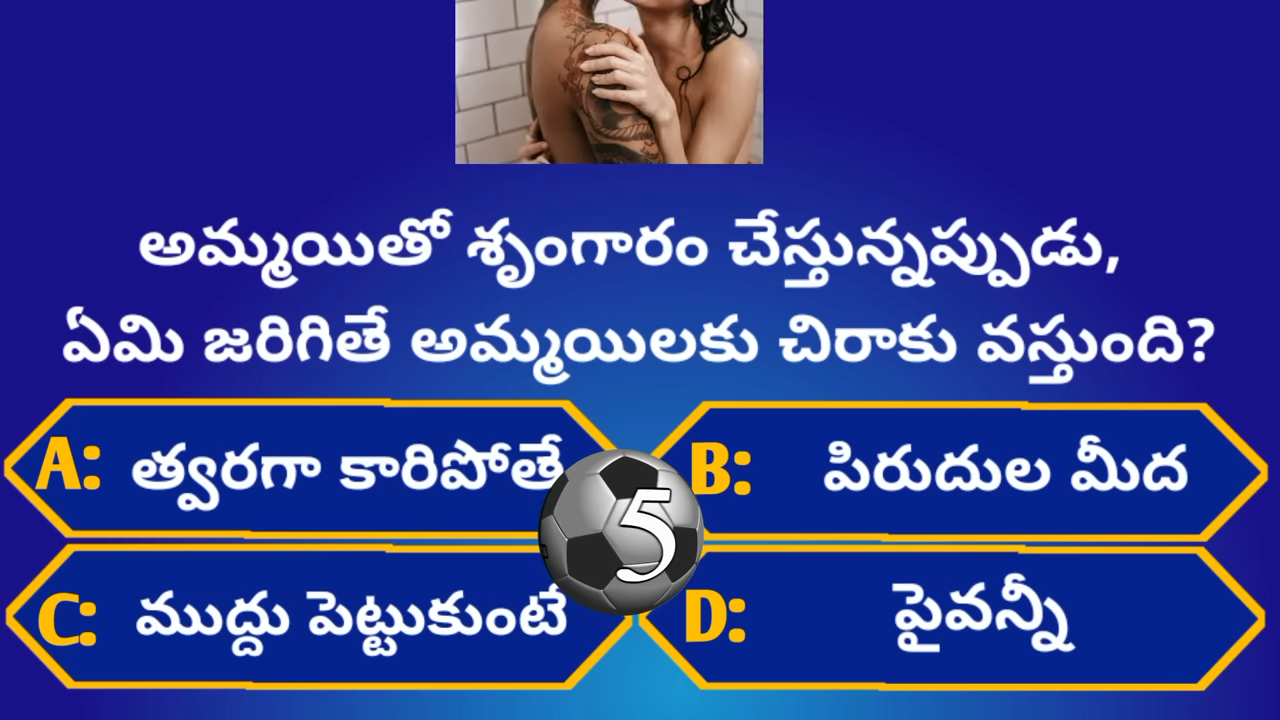 అమ్మయితో శృంగారం చేస్తున్నప్పుడు,
ఏమి జరిగితే అమ్మయిలకు చిరాకు వస్తుంది?
A: త్వరగా కారిపోతే
B: పిరుదుల మీద
5
C: ముద్దు పెట్టుకుంటే
D: పైవన్నీ